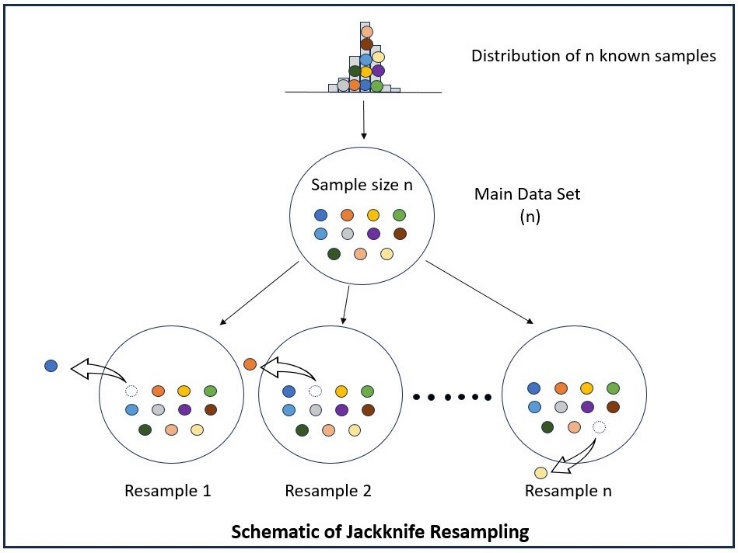 Distribution of n known samples
Sample size n
Main Data Set
(n)
Resample 1
Resample 2
Resample n
Schematic of Jackknife Resampling